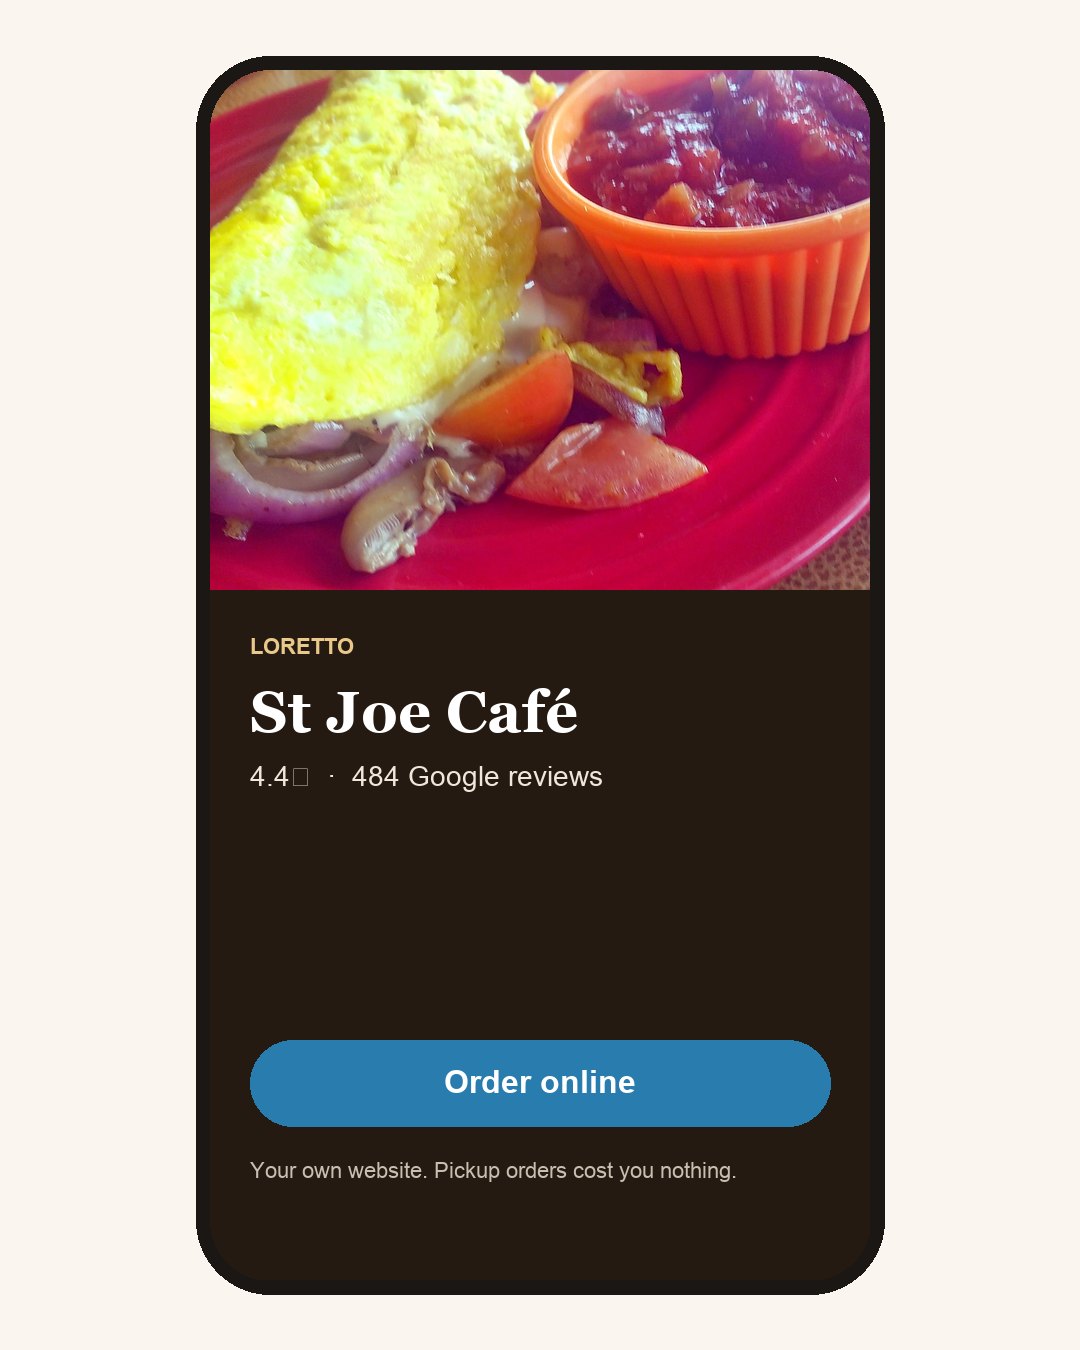 LORETTO
St Joe Café
4.4 · 484 Google reviews
Order online
Your own website. Pickup orders cost you nothing.